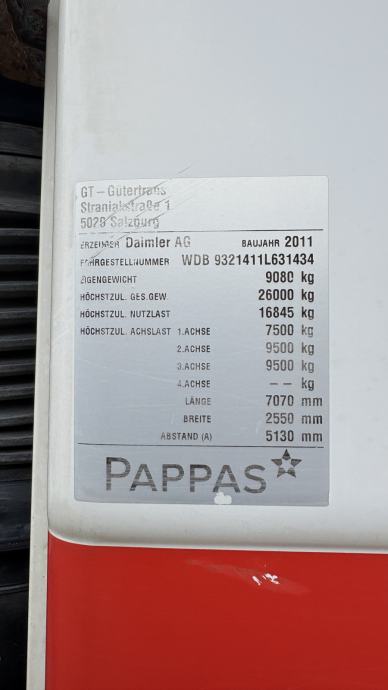 GT – Gütertrans
Straniakstraße 1
5028 Salzburg
ERZEUGER Daimler AG BAUJAHR 2011
FAHRGESTELLNUMMER WDB 9321411L631434
EIGENGEWICHT 9080 kg
HÖCHSTZUL. GES.GEW. 26000 kg
HÖCHSTZUL. NUTZLAST 16845 kg
HÖCHSTZUL. ACHSLAST 1.ACHSE 7500 kg
2.ACHSE 9500 kg
3.ACHSE 9500 kg
4.ACHSE – – kg
LÄNGE 7070 mm
BREITE 2550 mm
ABSTAND (A) 5130 mm
PAPPAS